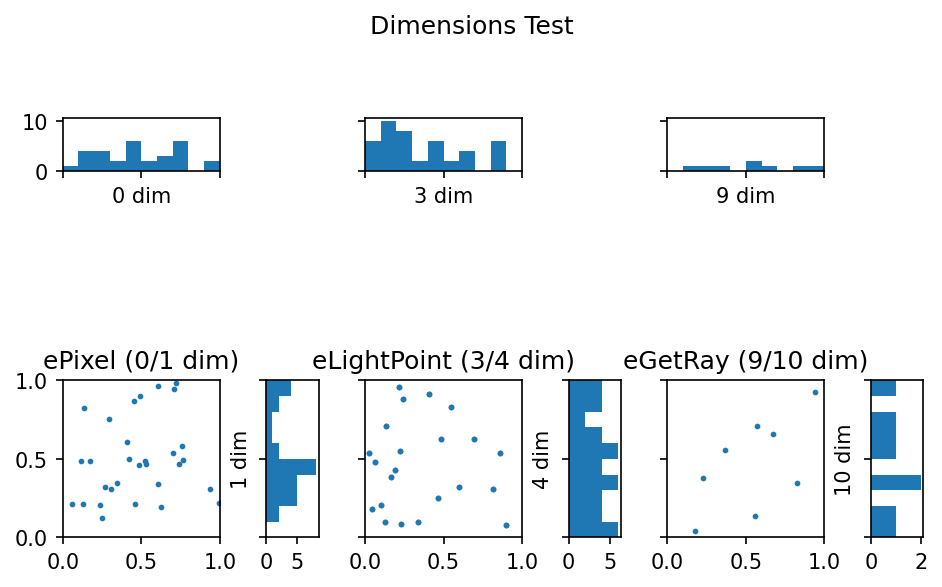 Dimensions Test
10
0
0 dim
3 dim
9 dim
ePixel (0/1 dim)
eLightPoint (3/4 dim)
eGetRay (9/10 dim)
1.0
0.5
0.0
1 dim
4 dim
10 dim
0.0 0.5 1.0
0 5
0.0 0.5 1.0
0 5
0.0 0.5 1.0
0 2